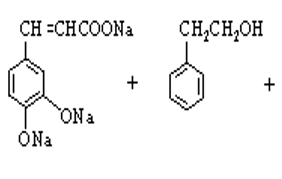 CH=CHCOONa
CH₂CH₂OH
+
+
ONa
ONa